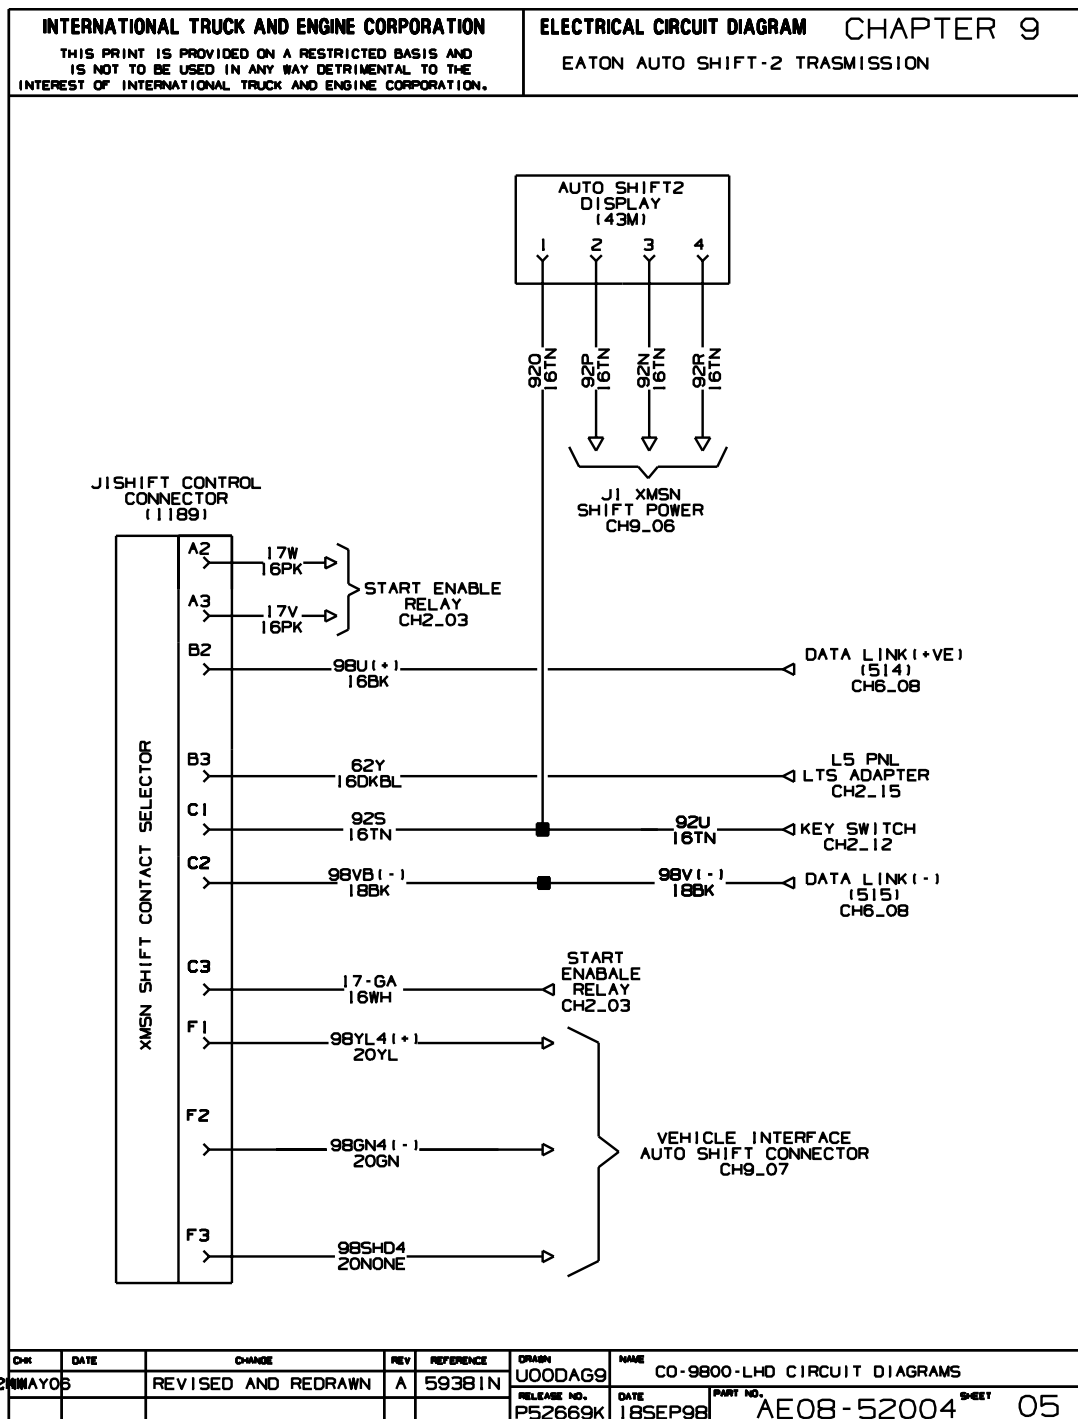 INTERNATIONAL TRUCK AND ENGINE CORPORATION
THIS PRINT IS PROVIDED ON A RESTRICTED BASIS AND
IS NOT TO BE USED IN ANY WAY DETRIMENTAL TO THE
INTEREST OF INTERNATIONAL TRUCK AND ENGINE CORPORATION.
ELECTRICAL CIRCUIT DIAGRAM CHAPTER 9
EATON AUTO SHIFT-2 TRASMISSION
AUTO SHIFT2
DISPLAY
(43M)
1 2 3 4
92O
16TN
92P
16TN
92N
16TN
92R
16TN
J1 XMSN
SHIFT POWER
CH9_06
J1SHIFT CONTROL
CONNECTOR
(1189)
XMSN SHIFT CONTACT SELECTOR
A2
17W
16PK
A3
17V
16PK
START ENABLE
RELAY
CH2_03
B2
98U(+)
16BK
DATA LINK(+VE)
(514)
CH6_08
B3
62Y
16DKBL
L5 PNL
LTS ADAPTER
CH2_15
C1
92S
16TN
92U
16TN
KEY SWITCH
CH2_12
C2
98VB(-)
18BK
98V(-)
18BK
DATA LINK(-)
(515)
CH6_08
C3
17-GA
16WH
START
ENABALE
RELAY
CH2_03
F1
98YL4(+)
20YL
F2
98GN4(-)
20GN
F3
98SHD4
20NONE
VEHICLE INTERFACE
AUTO SHIFT CONNECTOR
CH9_07
CHK DATE CHANGE REV REFERENCE
REVISED AND REDRAWN A 59381N
DRAWN
U00DAG9
NAME
CO-9800-LHD CIRCUIT DIAGRAMS
RELEASE NO.
P52669K
DATE
18SEP98
PART NO.
AE08-52004
SHEET
05